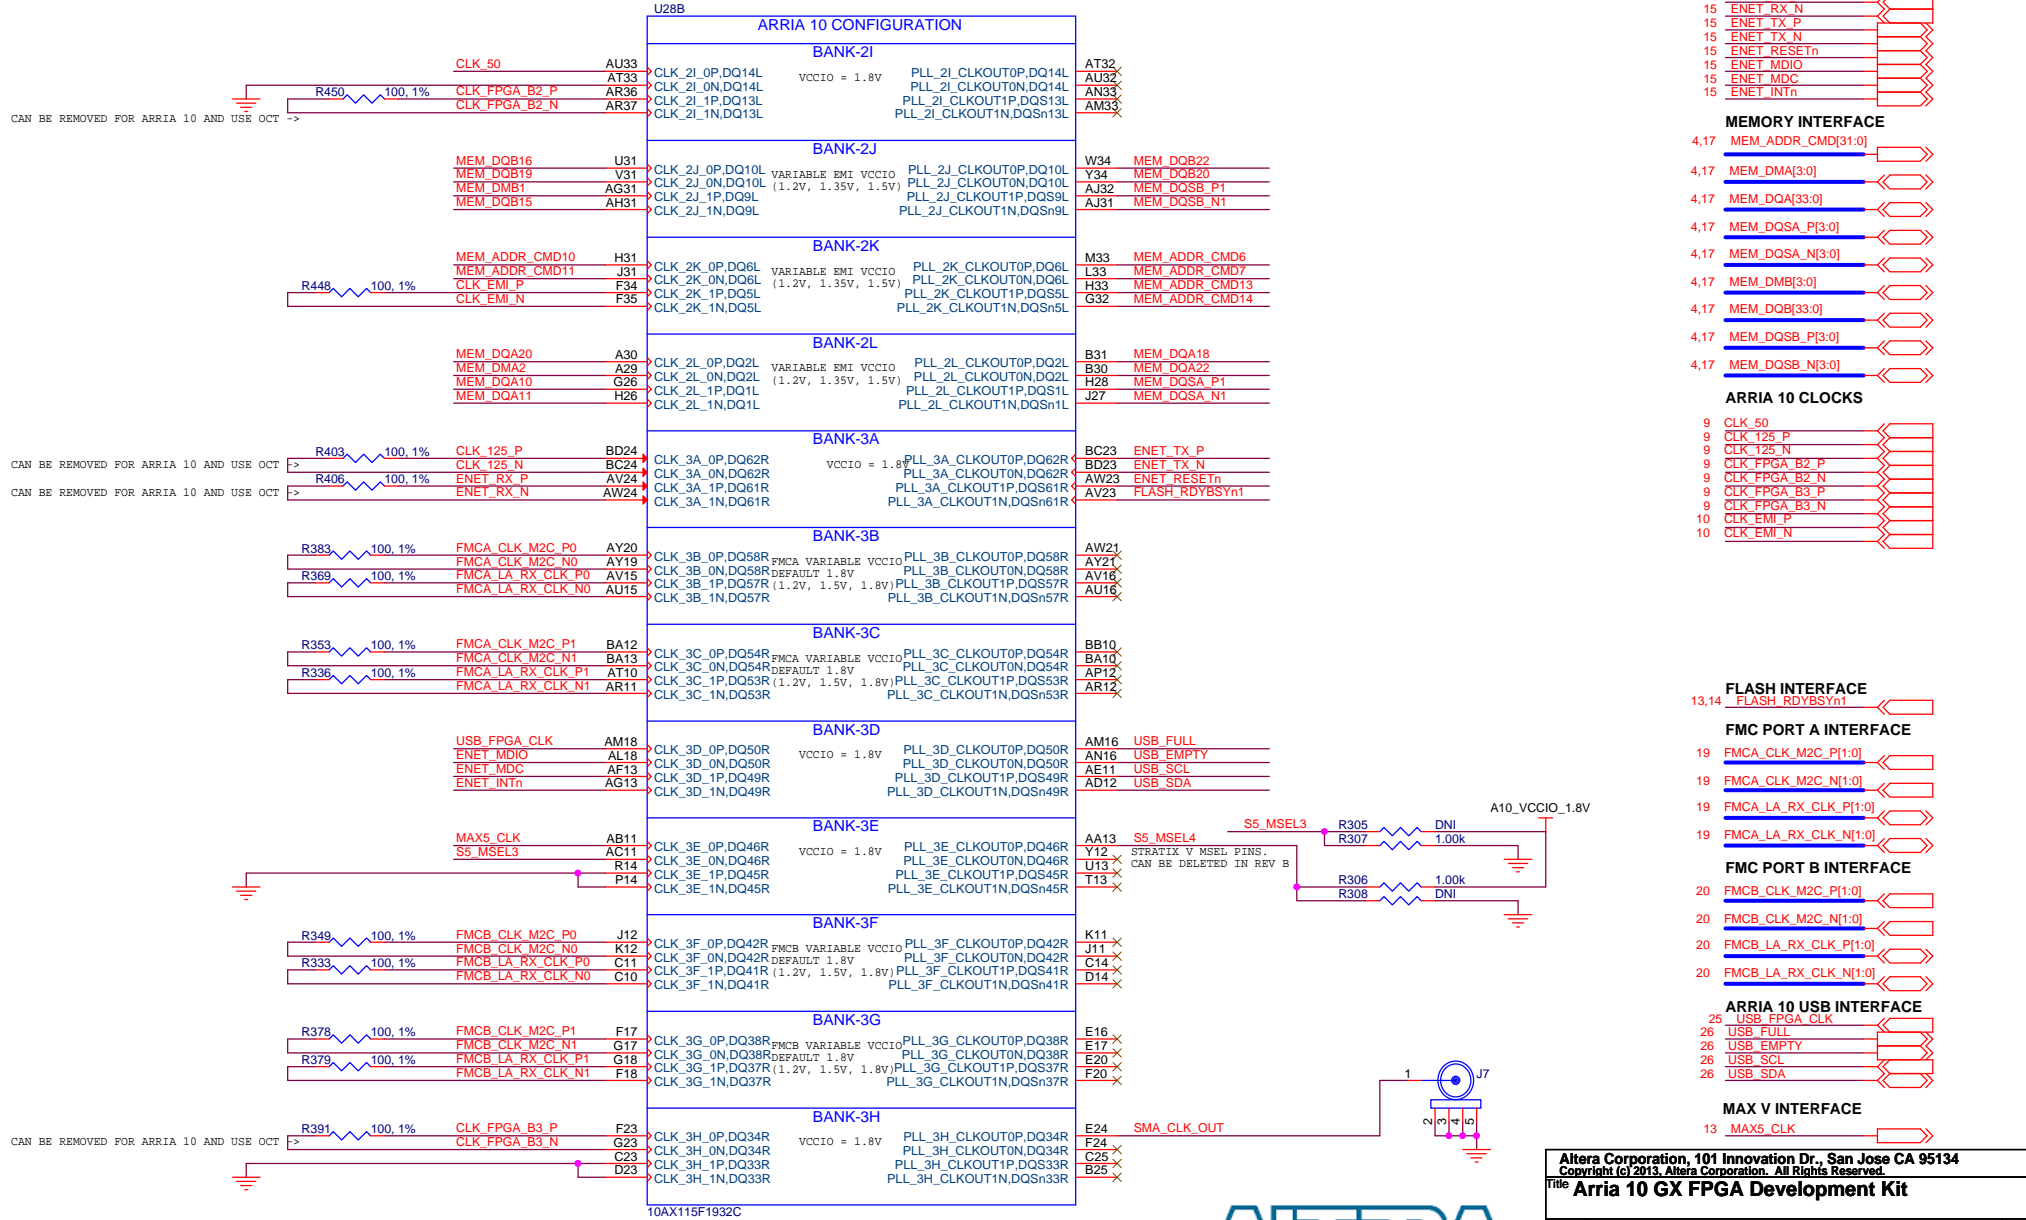 U28B
ARRIA 10 CONFIGURATION
BANK-2I
VCCIO = 1.8V
CLK_50 AU33 CLK_2I_0P,DQ14L PLL_2I_CLKOUT0P,DQ14L AT32
AT33 CLK_2I_0N,DQ14L PLL_2I_CLKOUT0N,DQ14L AU32
R450 100, 1% CLK_FPGA_B2_P AR36 CLK_2I_1P,DQ13L PLL_2I_CLKOUT1P,DQS13L AN33
CLK_FPGA_B2_N AR37 CLK_2I_1N,DQ13L PLL_2I_CLKOUT1N,DQSn13L AM33
CAN BE REMOVED FOR ARRIA 10 AND USE OCT ->
BANK-2J
VARIABLE EMI VCCIO
(1.2V, 1.35V, 1.5V)
MEM_DQB16 U31 CLK_2J_0P,DQ10L PLL_2J_CLKOUT0P,DQ10L W34 MEM_DQB22
MEM_DQB19 V31 CLK_2J_0N,DQ10L PLL_2J_CLKOUT0N,DQ10L Y34 MEM_DQB20
MEM_DMB1 AG31 CLK_2J_1P,DQ9L PLL_2J_CLKOUT1P,DQS9L AJ32 MEM_DQSB_P1
MEM_DQB15 AH31 CLK_2J_1N,DQ9L PLL_2J_CLKOUT1N,DQSn9L AJ31 MEM_DQSB_N1
BANK-2K
VARIABLE EMI VCCIO
(1.2V, 1.35V, 1.5V)
MEM_ADDR_CMD10 H31 CLK_2K_0P,DQ6L PLL_2K_CLKOUT0P,DQ6L M33 MEM_ADDR_CMD6
MEM_ADDR_CMD11 J31 CLK_2K_0N,DQ6L PLL_2K_CLKOUT0N,DQ6L L33 MEM_ADDR_CMD7
R448 100, 1% CLK_EMI_P F34 CLK_2K_1P,DQ5L PLL_2K_CLKOUT1P,DQS5L H33 MEM_ADDR_CMD13
CLK_EMI_N F35 CLK_2K_1N,DQ5L PLL_2K_CLKOUT1N,DQSn5L G32 MEM_ADDR_CMD14
BANK-2L
VARIABLE EMI VCCIO
(1.2V, 1.35V, 1.5V)
MEM_DQA20 A30 CLK_2L_0P,DQ2L PLL_2L_CLKOUT0P,DQ2L B31 MEM_DQA18
MEM_DMA2 A29 CLK_2L_0N,DQ2L PLL_2L_CLKOUT0N,DQ2L B30 MEM_DQA22
MEM_DQA10 G26 CLK_2L_1P,DQ1L PLL_2L_CLKOUT1P,DQS1L H28 MEM_DQSA_P1
MEM_DQA11 H26 CLK_2L_1N,DQ1L PLL_2L_CLKOUT1N,DQSn1L J27 MEM_DQSA_N1
BANK-3A
VCCIO = 1.8V
R403 100, 1% CLK_125_P BD24 CLK_3A_0P,DQ62R PLL_3A_CLKOUT0P,DQ62R BC23 ENET_TX_P
CAN BE REMOVED FOR ARRIA 10 AND USE OCT -> CLK_125_N BC24 CLK_3A_0N,DQ62R PLL_3A_CLKOUT0N,DQ62R BD23 ENET_TX_N
R406 100, 1% ENET_RX_P AV24 CLK_3A_1P,DQ61R PLL_3A_CLKOUT1P,DQS61R AW23 ENET_RESETn
CAN BE REMOVED FOR ARRIA 10 AND USE OCT -> ENET_RX_N AW24 CLK_3A_1N,DQ61R PLL_3A_CLKOUT1N,DQSn61R AV23 FLASH_RDYBSYn1
BANK-3B
FMCA VARIABLE VCCIO
DEFAULT 1.8V
(1.2V, 1.5V, 1.8V)
R383 100, 1% FMCA_CLK_M2C_P0 AY20 CLK_3B_0P,DQ58R PLL_3B_CLKOUT0P,DQ58R AW21
FMCA_CLK_M2C_N0 AY19 CLK_3B_0N,DQ58R PLL_3B_CLKOUT0N,DQ58R AY21
R369 100, 1% FMCA_LA_RX_CLK_P0 AV15 CLK_3B_1P,DQ57R PLL_3B_CLKOUT1P,DQS57R AV16
FMCA_LA_RX_CLK_N0 AU15 CLK_3B_1N,DQ57R PLL_3B_CLKOUT1N,DQSn57R AU16
BANK-3C
FMCA VARIABLE VCCIO
DEFAULT 1.8V
(1.2V, 1.5V, 1.8V)
R353 100, 1% FMCA_CLK_M2C_P1 BA12 CLK_3C_0P,DQ54R PLL_3C_CLKOUT0P,DQ54R BB10
FMCA_CLK_M2C_N1 BA13 CLK_3C_0N,DQ54R PLL_3C_CLKOUT0N,DQ54R BA10
R336 100, 1% FMCA_LA_RX_CLK_P1 AT10 CLK_3C_1P,DQ53R PLL_3C_CLKOUT1P,DQS53R AP12
FMCA_LA_RX_CLK_N1 AR11 CLK_3C_1N,DQ53R PLL_3C_CLKOUT1N,DQSn53R AR12
BANK-3D
VCCIO = 1.8V
USB_FPGA_CLK AM18 CLK_3D_0P,DQ50R PLL_3D_CLKOUT0P,DQ50R AM16 USB_FULL
ENET_MDIO AL18 CLK_3D_0N,DQ50R PLL_3D_CLKOUT0N,DQ50R AN16 USB_EMPTY
ENET_MDC AF13 CLK_3D_1P,DQ49R PLL_3D_CLKOUT1P,DQS49R AE11 USB_SCL
ENET_INTn AG13 CLK_3D_1N,DQ49R PLL_3D_CLKOUT1N,DQSn49R AD12 USB_SDA
BANK-3E
VCCIO = 1.8V
MAX5_CLK AB11 CLK_3E_0P,DQ46R PLL_3E_CLKOUT0P,DQ46R AA13 S5_MSEL4
S5_MSEL3 AC11 CLK_3E_0N,DQ46R PLL_3E_CLKOUT0N,DQ46R Y12
R14 CLK_3E_1P,DQ45R PLL_3E_CLKOUT1P,DQS45R U13
P14 CLK_3E_1N,DQ45R PLL_3E_CLKOUT1N,DQSn45R T13
STRATIX V MSEL PINS.
CAN BE DELETED IN REV B
A10_VCCIO_1.8V
S5_MSEL3 R305 DNI
R307 1.00k
R306 1.00k
R308 DNI
BANK-3F
FMCB VARIABLE VCCIO
DEFAULT 1.8V
(1.2V, 1.5V, 1.8V)
R349 100, 1% FMCB_CLK_M2C_P0 J12 CLK_3F_0P,DQ42R PLL_3F_CLKOUT0P,DQ42R K11
FMCB_CLK_M2C_N0 K12 CLK_3F_0N,DQ42R PLL_3F_CLKOUT0N,DQ42R J11
R333 100, 1% FMCB_LA_RX_CLK_P0 C11 CLK_3F_1P,DQ41R PLL_3F_CLKOUT1P,DQS41R C14
FMCB_LA_RX_CLK_N0 C10 CLK_3F_1N,DQ41R PLL_3F_CLKOUT1N,DQSn41R D14
BANK-3G
FMCB VARIABLE VCCIO
DEFAULT 1.8V
(1.2V, 1.5V, 1.8V)
R378 100, 1% FMCB_CLK_M2C_P1 F17 CLK_3G_0P,DQ38R PLL_3G_CLKOUT0P,DQ38R E16
FMCB_CLK_M2C_N1 G17 CLK_3G_0N,DQ38R PLL_3G_CLKOUT0N,DQ38R E17
R379 100, 1% FMCB_LA_RX_CLK_P1 G18 CLK_3G_1P,DQ37R PLL_3G_CLKOUT1P,DQS37R E20
FMCB_LA_RX_CLK_N1 F18 CLK_3G_1N,DQ37R PLL_3G_CLKOUT1N,DQSn37R F20
BANK-3H
VCCIO = 1.8V
R391 100, 1% CLK_FPGA_B3_P F23 CLK_3H_0P,DQ34R PLL_3H_CLKOUT0P,DQ34R E24 SMA_CLK_OUT
CAN BE REMOVED FOR ARRIA 10 AND USE OCT -> CLK_FPGA_B3_N G23 CLK_3H_0N,DQ34R PLL_3H_CLKOUT0N,DQ34R F24
C23 CLK_3H_1P,DQ33R PLL_3H_CLKOUT1P,DQS33R C25
D23 CLK_3H_1N,DQ33R PLL_3H_CLKOUT1N,DQSn33R B25
10AX115F1932C
1 J7
2 3 4 5
15 ENET_RX_N
15 ENET_TX_P
15 ENET_TX_N
15 ENET_RESETn
15 ENET_MDIO
15 ENET_MDC
15 ENET_INTn
MEMORY INTERFACE
4,17 MEM_ADDR_CMD[31:0]
4,17 MEM_DMA[3:0]
4,17 MEM_DQA[33:0]
4,17 MEM_DQSA_P[3:0]
4,17 MEM_DQSA_N[3:0]
4,17 MEM_DMB[3:0]
4,17 MEM_DQB[33:0]
4,17 MEM_DQSB_P[3:0]
4,17 MEM_DQSB_N[3:0]
ARRIA 10 CLOCKS
9 CLK_50
9 CLK_125_P
9 CLK_125_N
9 CLK_FPGA_B2_P
9 CLK_FPGA_B2_N
9 CLK_FPGA_B3_P
9 CLK_FPGA_B3_N
10 CLK_EMI_P
10 CLK_EMI_N
FLASH INTERFACE
13,14 FLASH_RDYBSYn1
FMC PORT A INTERFACE
19 FMCA_CLK_M2C_P[1:0]
19 FMCA_CLK_M2C_N[1:0]
19 FMCA_LA_RX_CLK_P[1:0]
19 FMCA_LA_RX_CLK_N[1:0]
FMC PORT B INTERFACE
20 FMCB_CLK_M2C_P[1:0]
20 FMCB_CLK_M2C_N[1:0]
20 FMCB_LA_RX_CLK_P[1:0]
20 FMCB_LA_RX_CLK_N[1:0]
ARRIA 10 USB INTERFACE
25 USB_FPGA_CLK
26 USB_FULL
26 USB_EMPTY
26 USB_SCL
26 USB_SDA
MAX V INTERFACE
13 MAX5_CLK
Altera Corporation, 101 Innovation Dr., San Jose CA 95134
Copyright (c) 2013, Altera Corporation. All Rights Reserved.
Title Arria 10 GX FPGA Development Kit